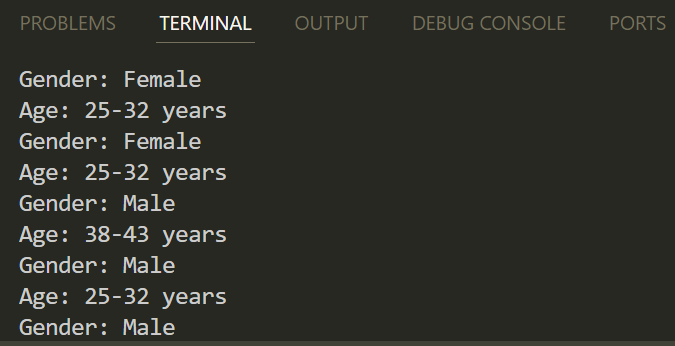 PROBLEMS TERMINAL OUTPUT DEBUG CONSOLE PORTS
Gender: Female
Age: 25-32 years
Gender: Female
Age: 25-32 years
Gender: Male
Age: 38-43 years
Gender: Male
Age: 25-32 years
Gender: Male